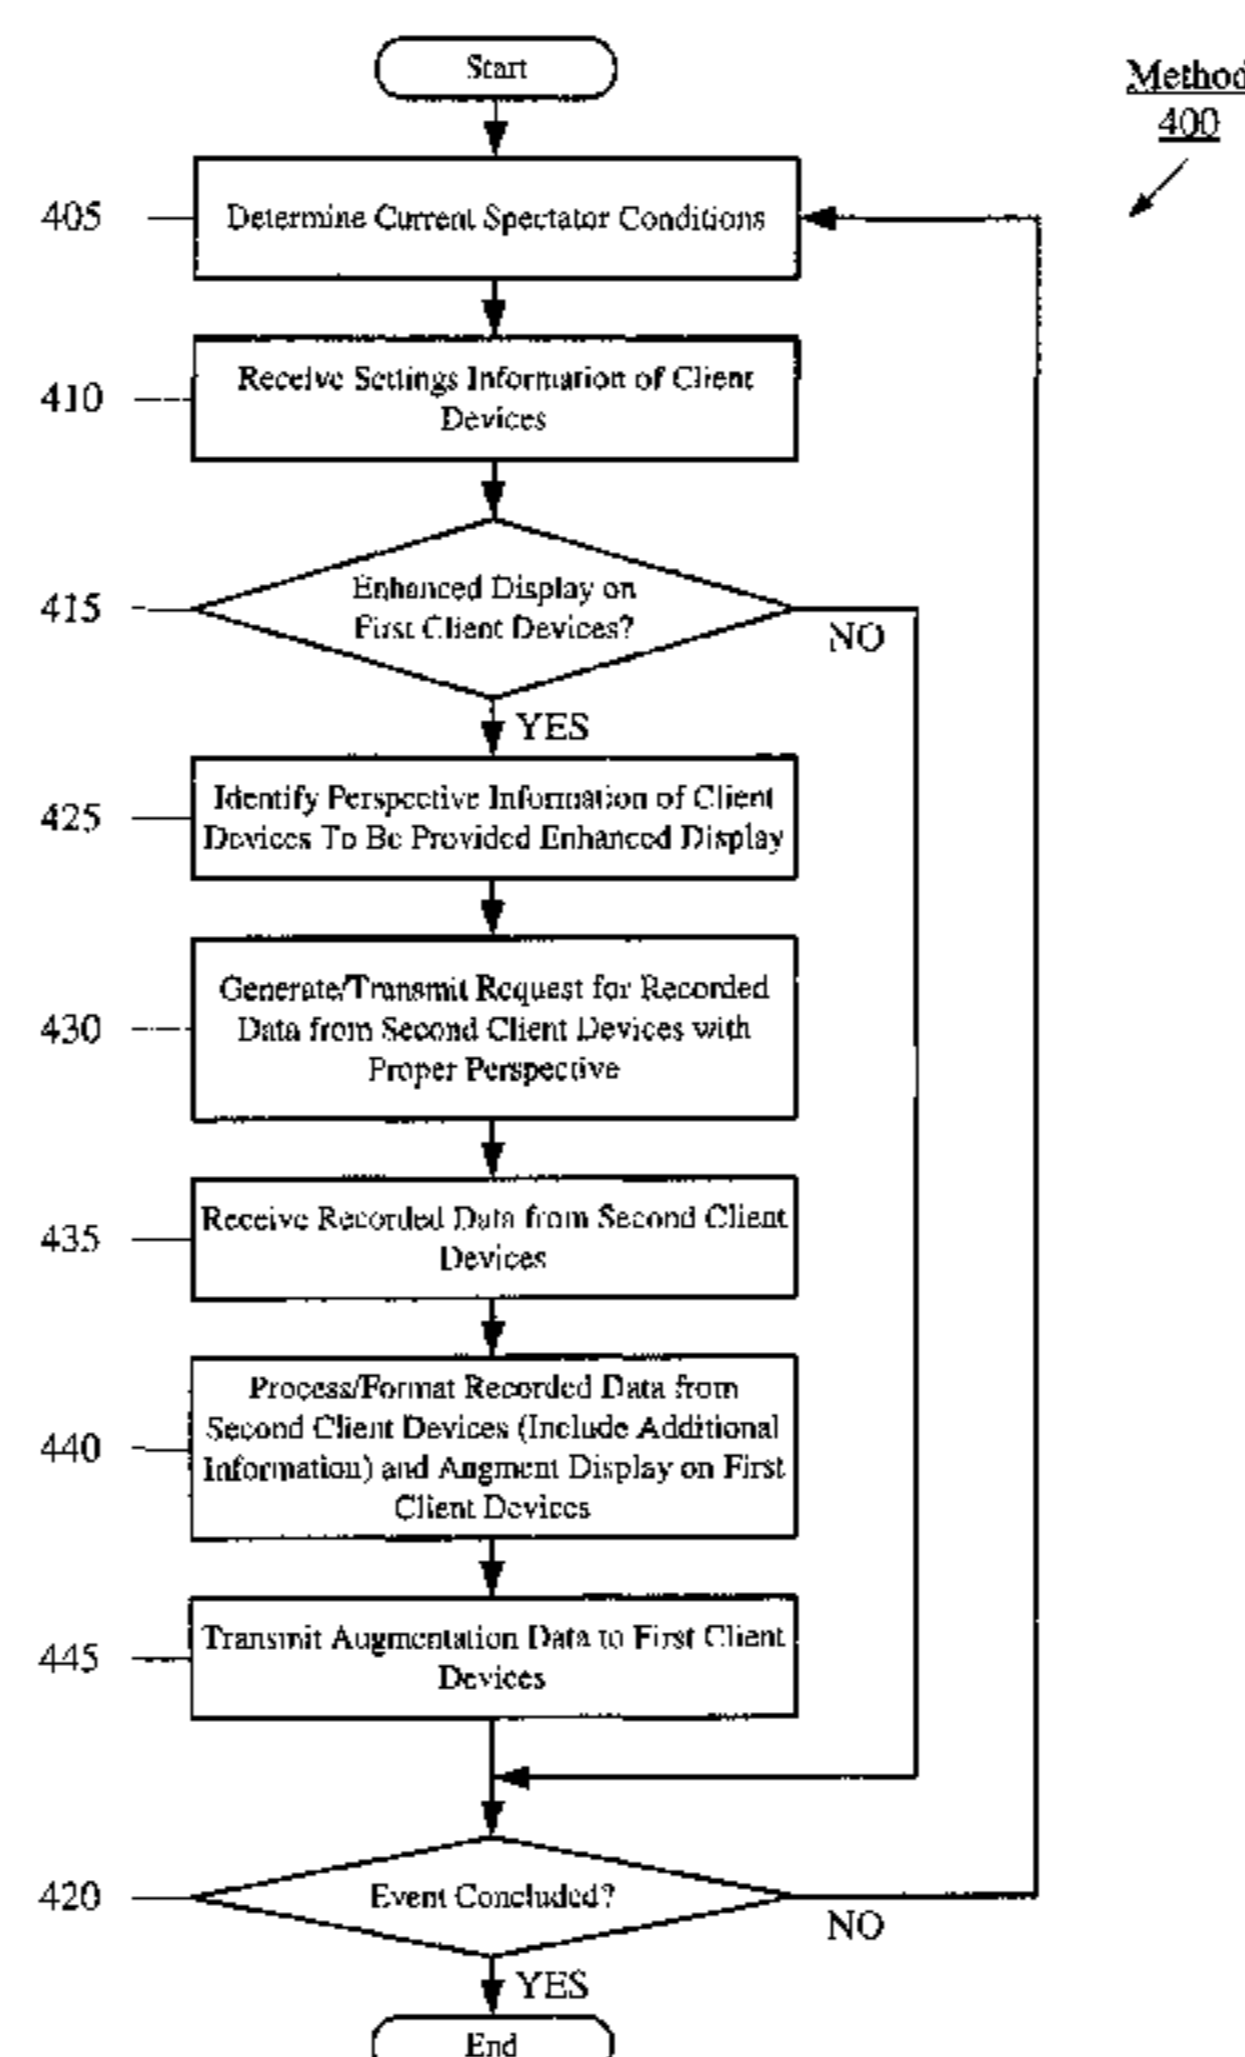 Start
Method
400
405
Determine Current Spectator Conditions
410
Receive Settings Information of Client
Devices
415
Enhanced Display on
First Client Devices?
NO
YES
425
Identify Perspective Information of Client
Devices To Be Provided Enhanced Display
430
Generate/Transmit Request for Recorded
Data from Second Client Devices with
Proper Perspective
435
Receive Recorded Data from Second Client
Devices
440
Process/Format Recorded Data from
Second Client Devices (Include Additional
Information) and Augment Display on First
Client Devices
445
Transmit Augmentation Data to First Client
Devices
420
Event Concluded?
NO
YES
End